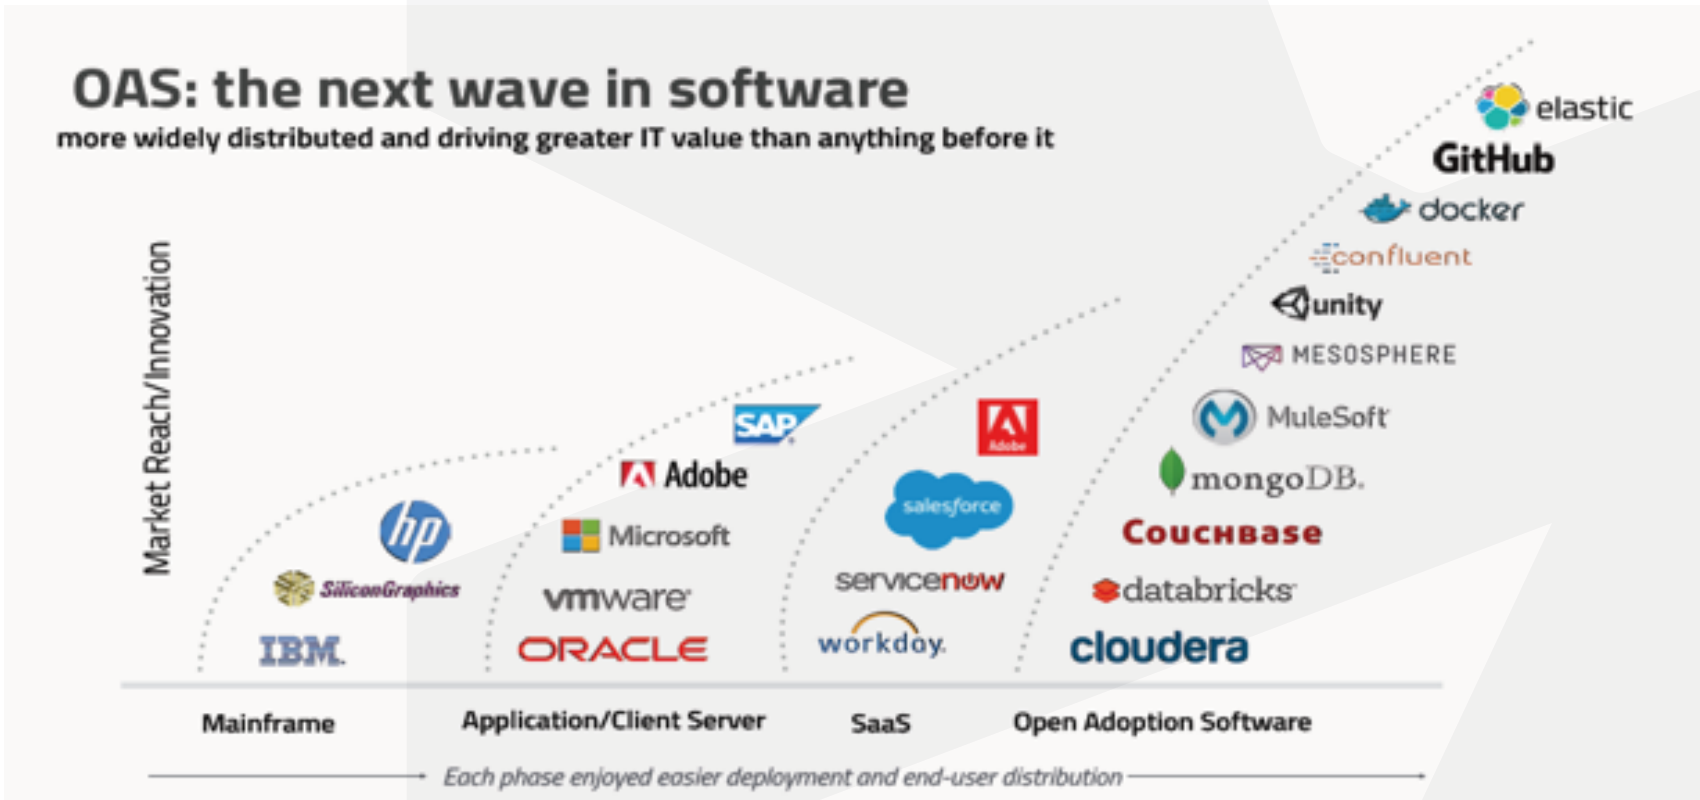 OAS: the next wave in software
more widely distributed and driving greater IT value than anything before it
Market Reach/Innovation
hp
SiliconGraphics
IBM.
SAP
Adobe
Microsoft
vmware
ORACLE
Adobe
salesforce
servicenow
workday.
elastic
GitHub
docker
confluent
unity
MESOSPHERE
MuleSoft
mongoDB.
COUCHBASE
databricks
cloudera
Mainframe
Application/Client Server
SaaS
Open Adoption Software
Each phase enjoyed easier deployment and end-user distribution